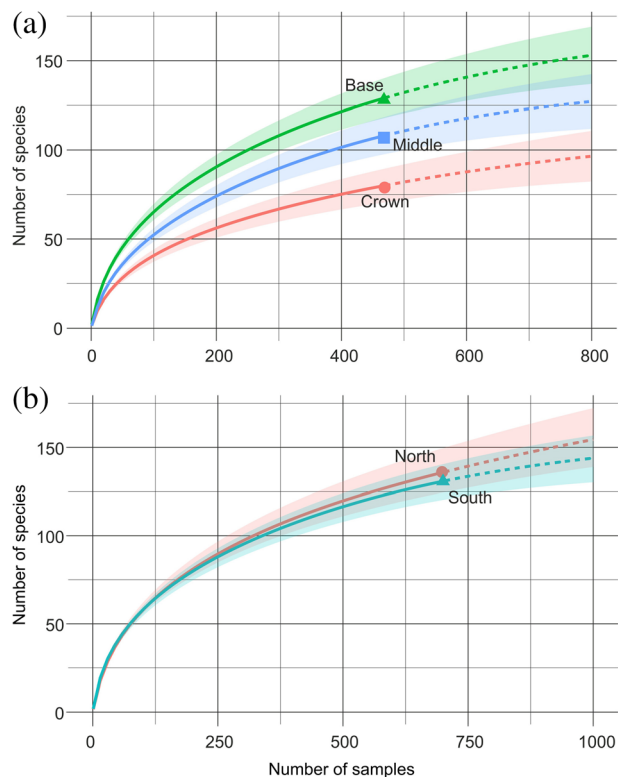 (a)
150
100
50
0
Number of species
Base
Middle
Crown
0 200 400 600 800
(b)
150
100
50
0
Number of species
North
South
0 250 500 750 1000
Number of samples